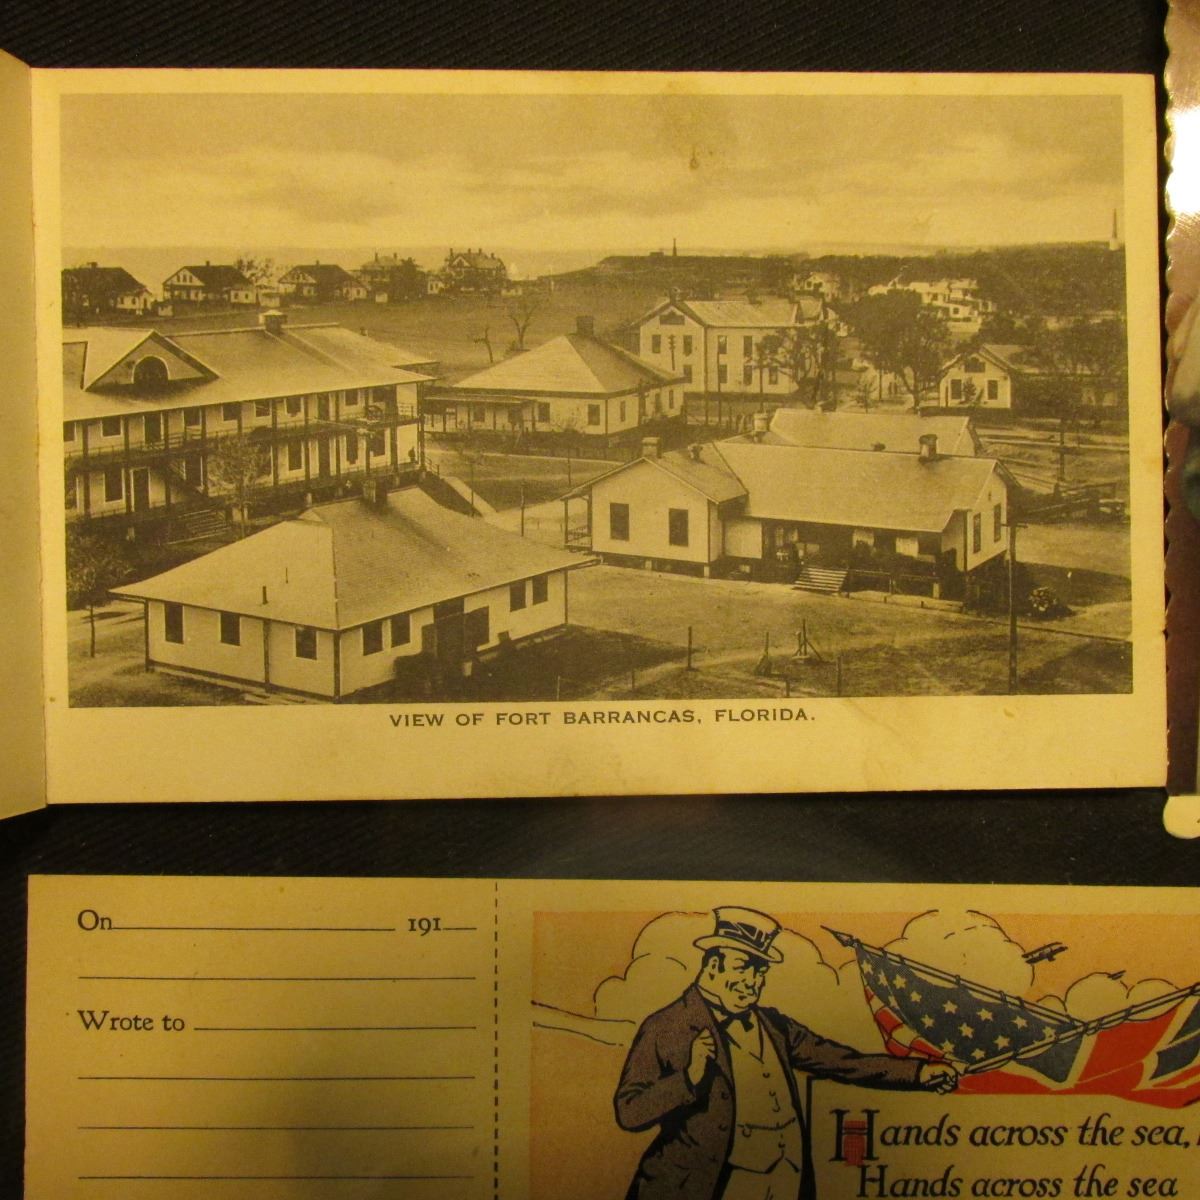 VIEW OF FORT BARRANCAS, FLORIDA.
On 191
Wrote to
Hands across the sea,
Hands across the sea